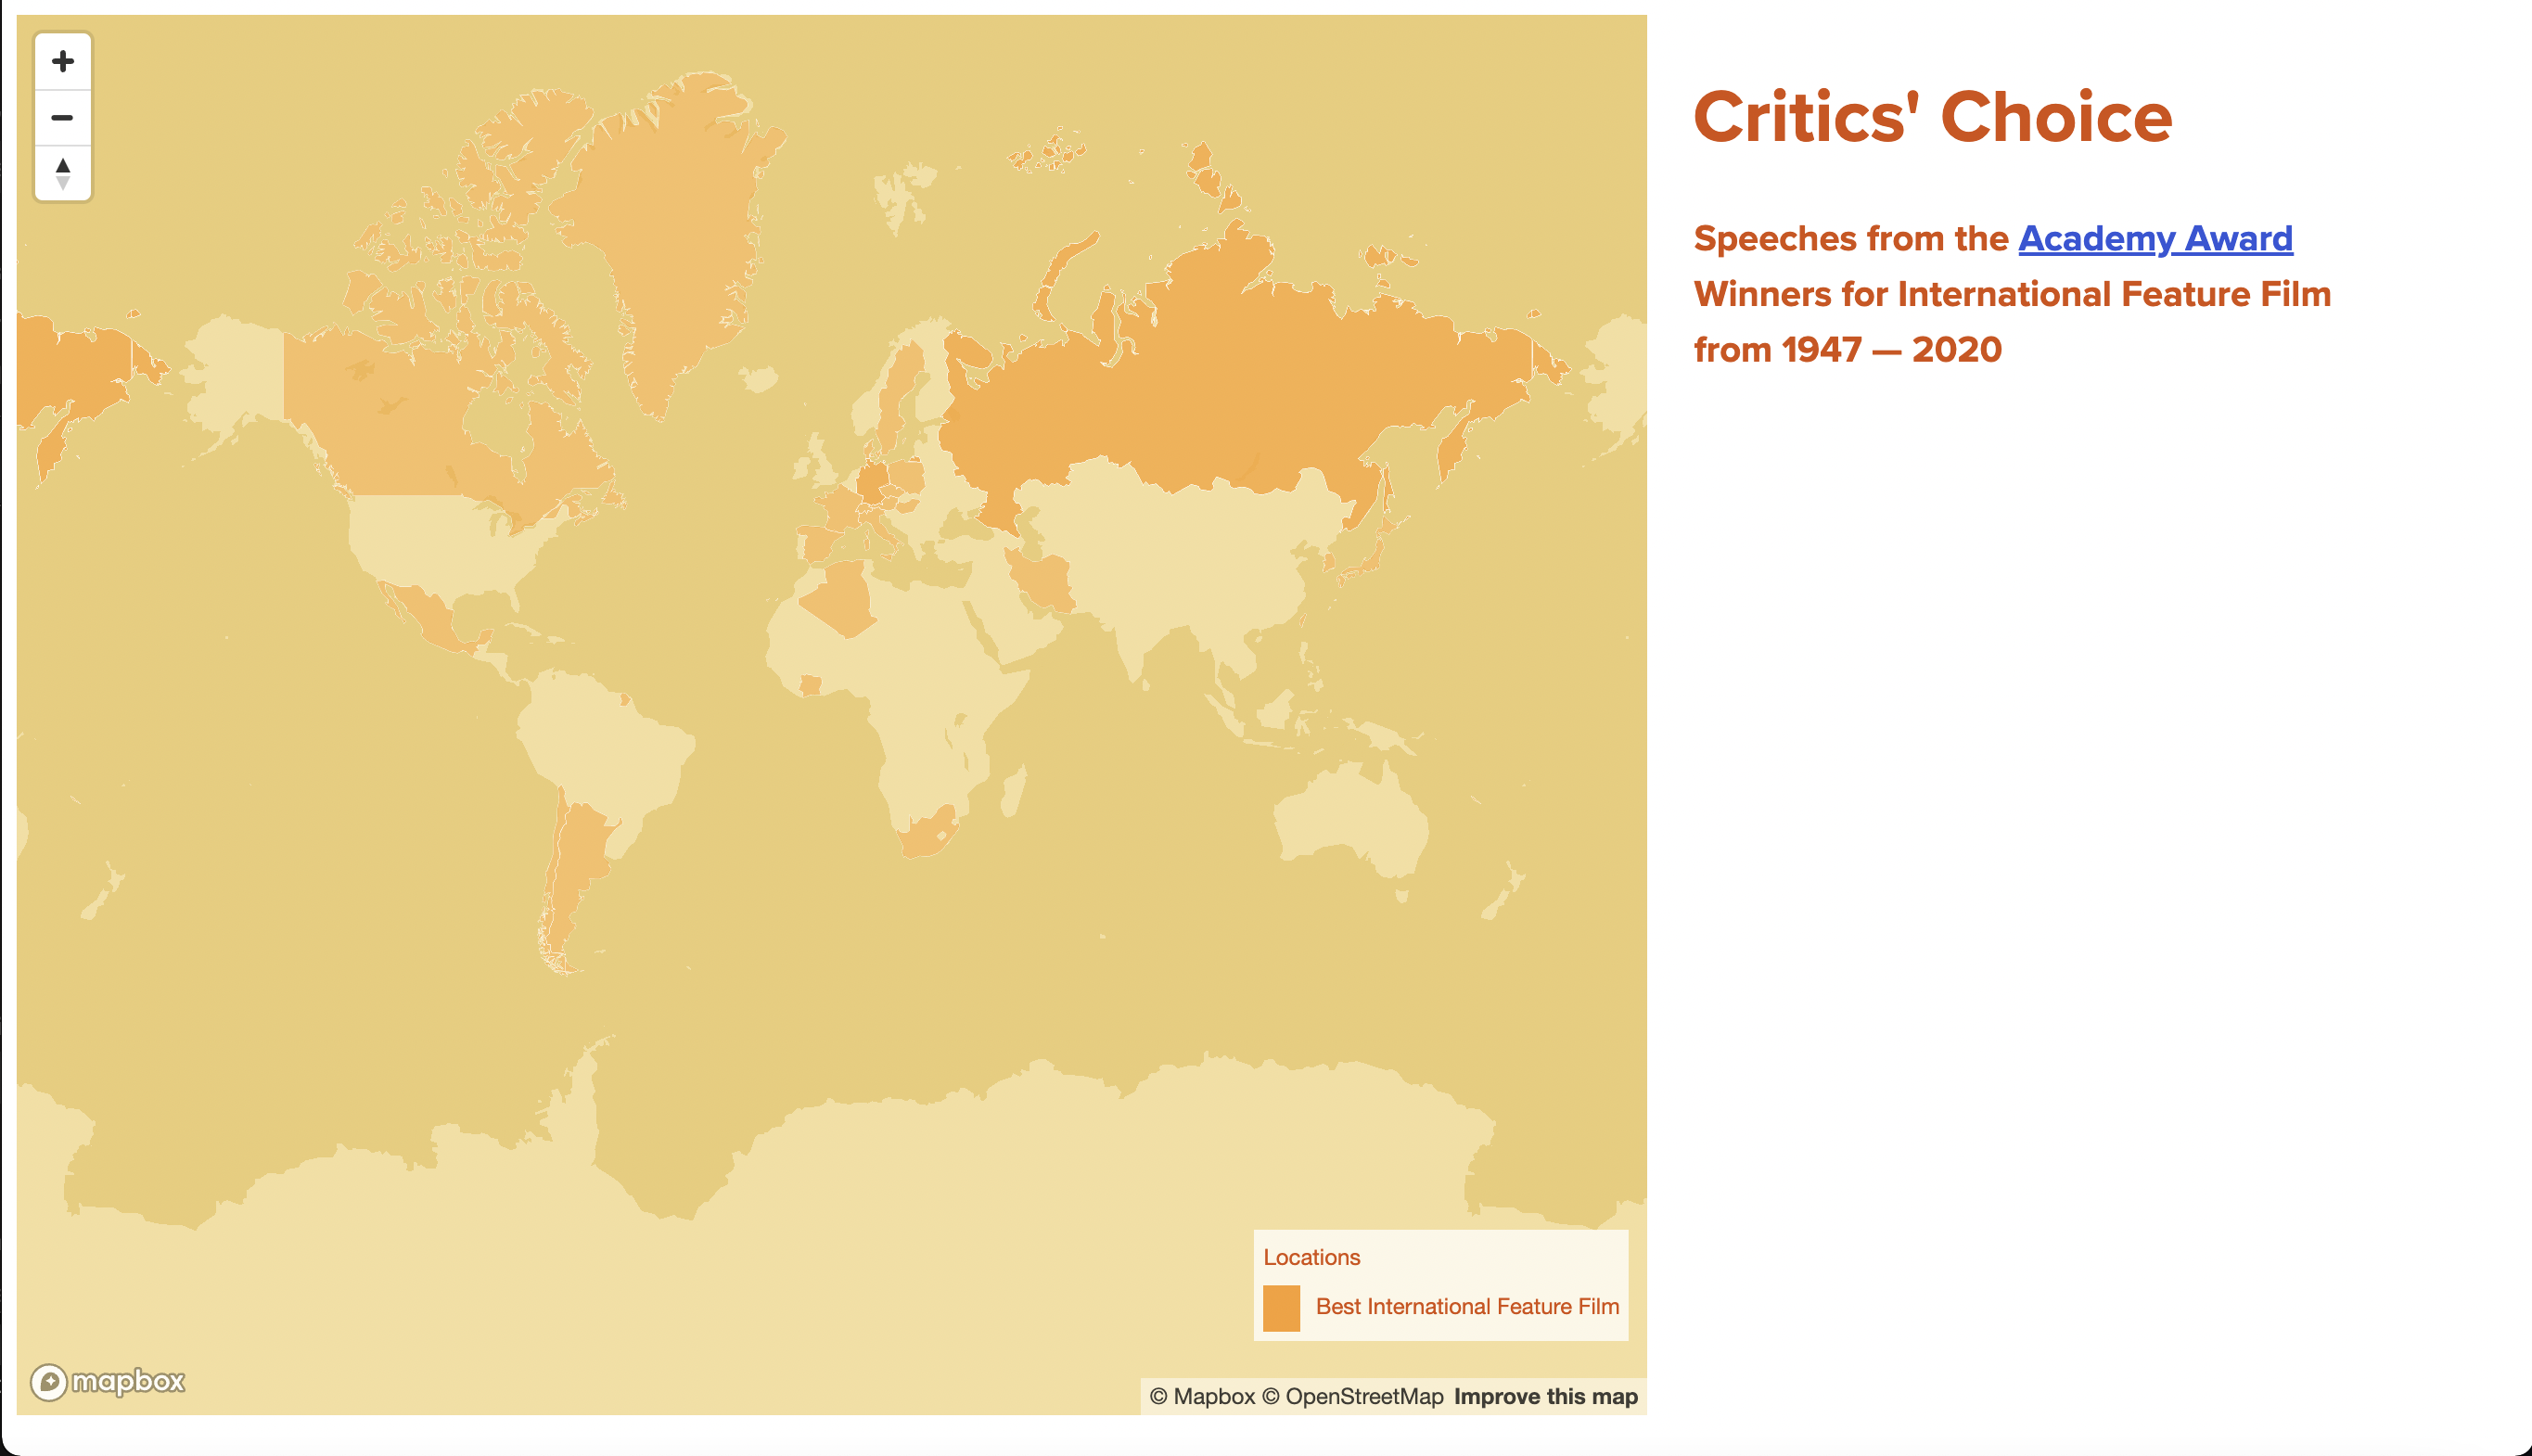 Critics' Choice
Speeches from the Academy Award
Winners for International Feature Film
from 1947 — 2020
Locations
Best International Feature Film
mapbox
© Mapbox © OpenStreetMap Improve this map